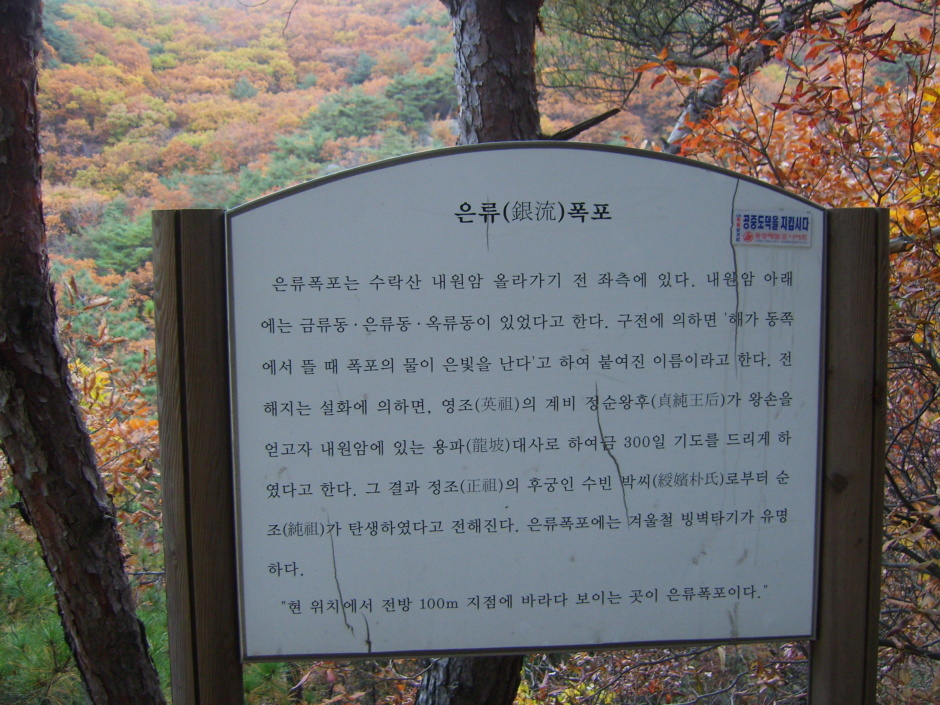 은류(銀流)폭포
공중도덕을 지킵시다
은류폭포는 수락산 내원암 올라가기 전 좌측에 있다. 내원암 아래
에는 금류동·은류동·옥류동이 있었다고 한다. 구전에 의하면 '해가 동쪽
에서 뜰 때 폭포의 물이 은빛을 난다'고 하여 붙여진 이름이라고 한다. 전
해지는 설화에 의하면, 영조(英祖)의 계비 정순왕후(貞純王后)가 왕손을
얻고자 내원암에 있는 용파(龍坡)대사로 하여금 300일 기도를 드리게 하
였다고 한다. 그 결과 정조(正祖)의 후궁인 수빈 박씨(綬嬪朴氏)로부터 순
조(純祖)가 탄생하였다고 전해진다. 은류폭포에는 겨울철 빙벽타기가 유명
하다.
"현 위치에서 전방 100m 지점에 바라다 보이는 곳이 은류폭포이다."